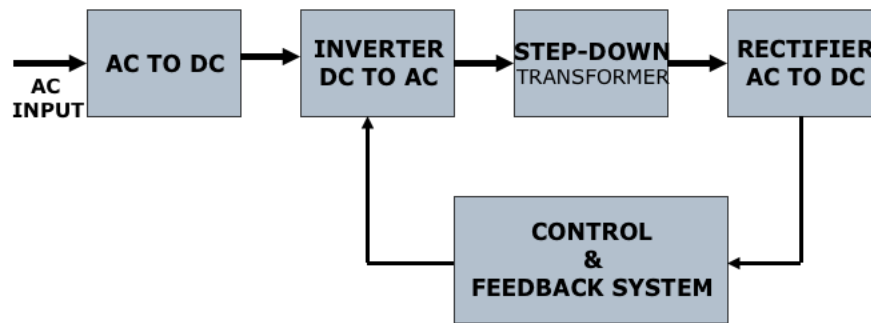 AC TO DC
INVERTER
DC TO AC
STEP-DOWN
TRANSFORMER
RECTIFIER
AC TO DC
AC
INPUT
CONTROL
&
FEEDBACK SYSTEM